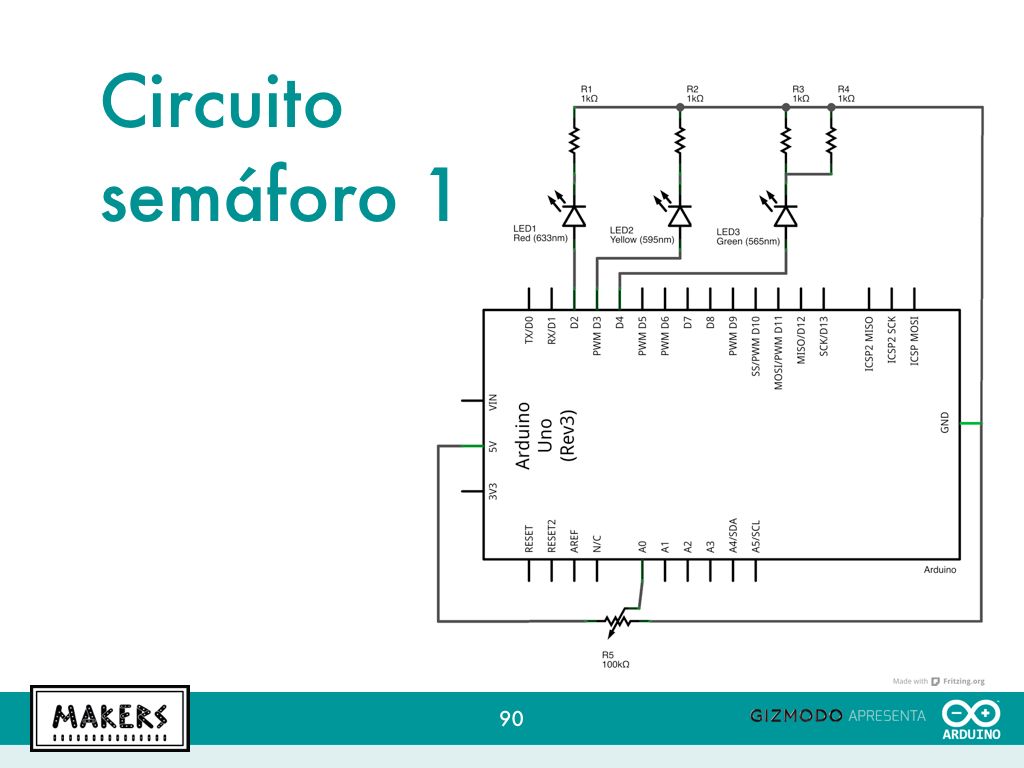 Circuito
semáforo 1
R1
1kΩ
R2
1kΩ
R3
1kΩ
R4
1kΩ
LED1
Red (633nm)
LED2
Yellow (595nm)
LED3
Green (565nm)
TX/D0
RX/D1
D2
PWM D3
D4
PWM D5
PWM D6
D7
D8
PWM D9
SS/PWM D10
MOSI/PWM D11
MISO/D12
SCK/D13
ICSP2 MISO
ICSP2 SCK
ICSP MOSI
VIN
5V
3V3
Arduino
Uno
(Rev3)
GND
RESET
RESET2
AREF
N/C
A0
A1
A2
A3
A4/SDA
A5/SCL
Arduino
R5
100kΩ
Made with Fritzing.org
MAKERS
90
GIZMODO APRESENTA
ARDUINO